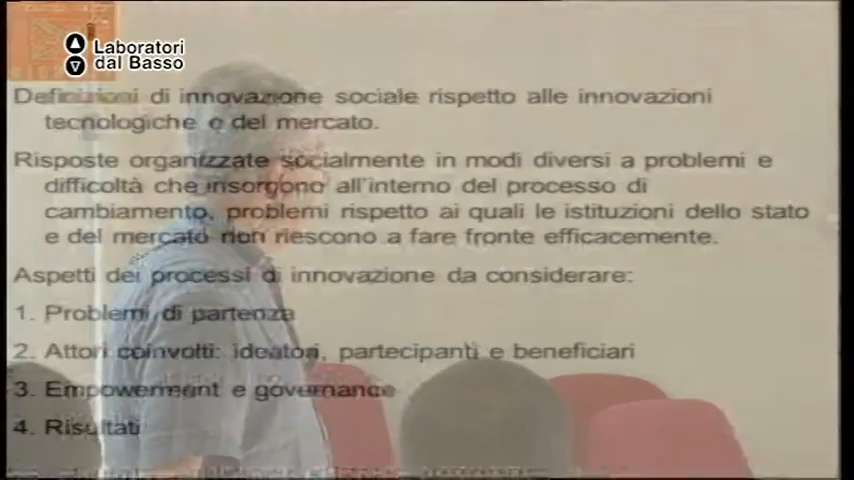 Laboratori
dal Basso
Definizioni di innovazione sociale rispetto alle innovazioni
tecnologiche e del mercato.
Risposte organizzate socialmente in modi diversi a problemi e
difficoltà che insorgono all'interno del processo di
cambiamento, problemi rispetto ai quali le istituzioni dello stato
e del mercato non riescono a fare fronte efficacemente.
Aspetti dei processi di innovazione da considerare:
1. Problemi di partenza
2. Attori coinvolti: ideatori, partecipanti e beneficiari
3. Empowerment e governance
4. Risultati